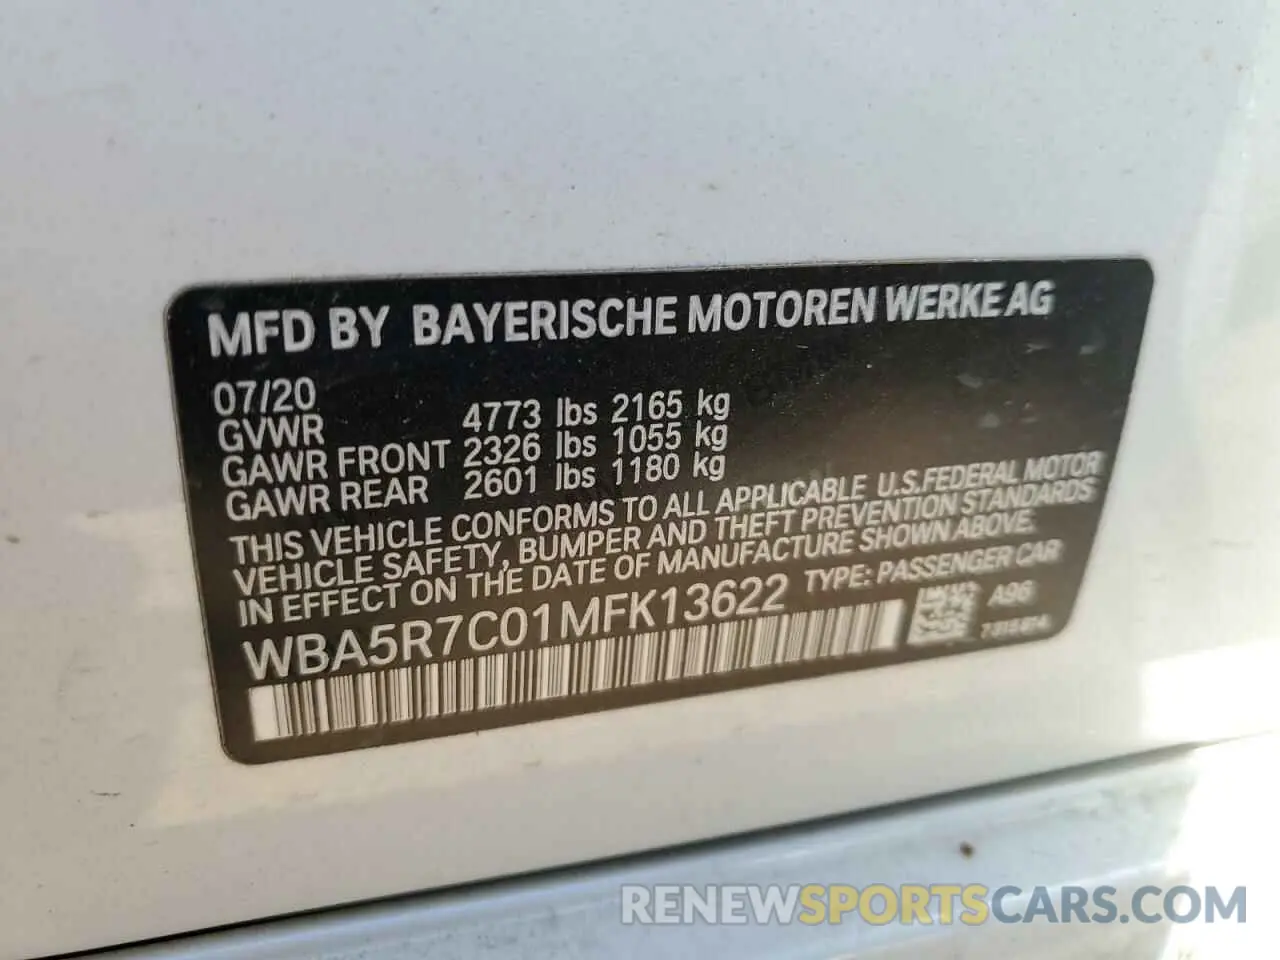 MFD BY BAYERISCHE MOTOREN WERKE AG
07/20
GVWR 4773 lbs 2165 kg
GAWR FRONT 2326 lbs 1055 kg
GAWR REAR 2601 lbs 1180 kg
THIS VEHICLE CONFORMS TO ALL APPLICABLE U.S.FEDERAL MOTOR
VEHICLE SAFETY, BUMPER AND THEFT PREVENTION STANDARDS
IN EFFECT ON THE DATE OF MANUFACTURE SHOWN ABOVE.
WBA5R7C01MFK13622 TYPE: PASSENGER CAR
A96
RENEWSPORTSCARS.COM